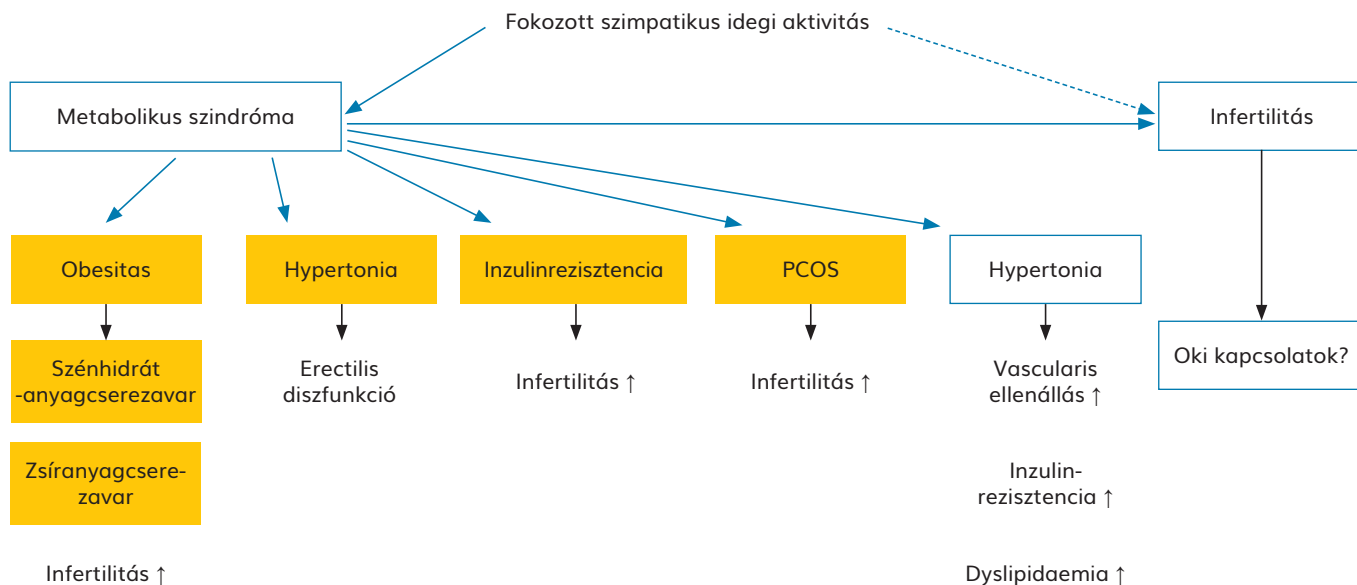 Fokozott szimpatikus idegi aktivitás
Metabolikus szindróma
Infertilitás
Obesitas
Hypertonia
Inzulinrezisztencia
PCOS
Hypertonia
Szénhidrát
-anyagcserezavar
Erectilis
diszfunkció
Infertilitás ↑
Infertilitás ↑
Vascularis
ellenállás ↑
Oki kapcsolatok?
Zsíranyagcsere-
zavar
Inzulin-
rezisztencia ↑
Infertilitás ↑
Dyslipidaemia ↑